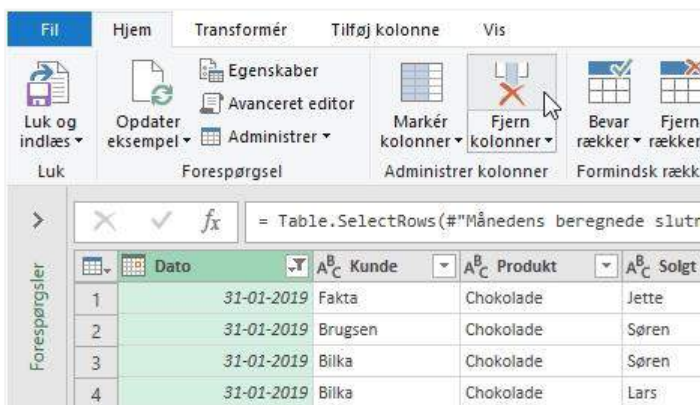 Fil Hjem Transformér Tilføj kolonne Vis
Egenskaber
Avanceret editor
Administrer
Luk og indlæs
Opdater eksempel
Markér kolonner
Fjern kolonner
Bevar rækker
Fjern rækker
Luk Forespørgsel Administrer kolonner Formindsk rækk
fx = Table.SelectRows(#"Månedens beregnede slutr
Forespørgsler
Dato ABC Kunde ABC Produkt ABC Solgt
1 31-01-2019 Fakta Chokolade Jette
2 31-01-2019 Brugsen Chokolade Søren
3 31-01-2019 Bilka Chokolade Søren
4 31-01-2019 Bilka Chokolade Lars